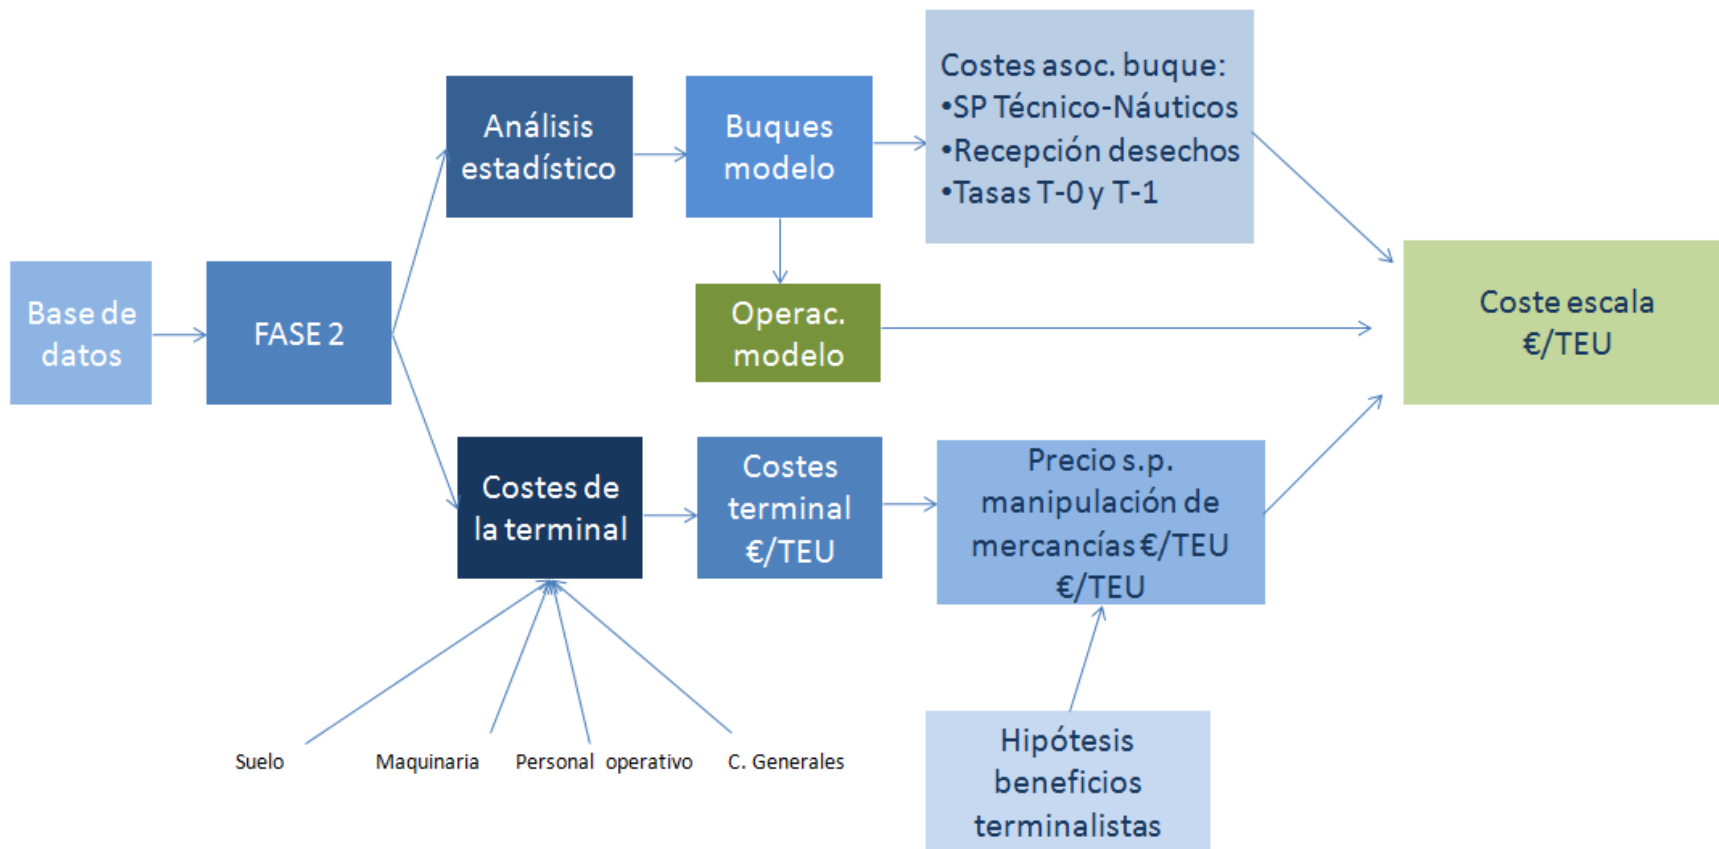 Base de
datos
FASE 2
Análisis
estadístico
Buques
modelo
Costes asoc. buque:
•SP Técnico-Náuticos
•Recepción desechos
•Tasas T-0 y T-1
Operac.
modelo
Coste escala
€/TEU
Costes de
la terminal
Costes
terminal
€/TEU
Precio s.p.
manipulación de
mercancías €/TEU
€/TEU
Suelo
Maquinaria
Personal operativo
C. Generales
Hipótesis
beneficios
terminalistas